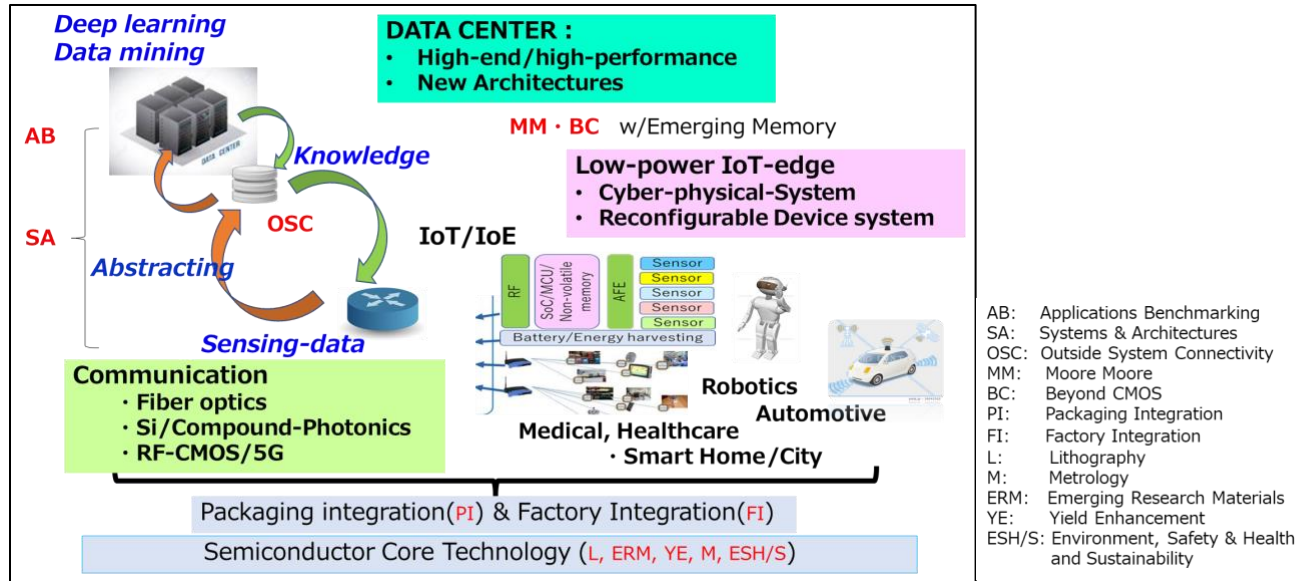 Deep learning
Data mining
DATA CENTER :
• High-end/high-performance
• New Architectures
AB
DATA CENTER
Knowledge
MM・BC w/Emerging Memory
Low-power IoT-edge
• Cyber-physical-System
• Reconfigurable Device system
OSC
SA
IoT/IoE
Abstracting
RF
SoC/MCU/
Non-volatile
memory
AFE
Sensor
Sensor
Sensor
Sensor
Sensor
Battery/Energy harvesting
Sensing-data
Communication
・Fiber optics
・Si/Compound-Photonics
・RF-CMOS/5G
Robotics
Automotive
Medical, Healthcare
・Smart Home/City
Packaging integration(PI) & Factory Integration(FI)
Semiconductor Core Technology (L, ERM, YE, M, ESH/S)
AB: Applications Benchmarking
SA: Systems & Architectures
OSC: Outside System Connectivity
MM: Moore Moore
BC: Beyond CMOS
PI: Packaging Integration
FI: Factory Integration
L: Lithography
M: Metrology
ERM: Emerging Research Materials
YE: Yield Enhancement
ESH/S: Environment, Safety & Health
and Sustainability